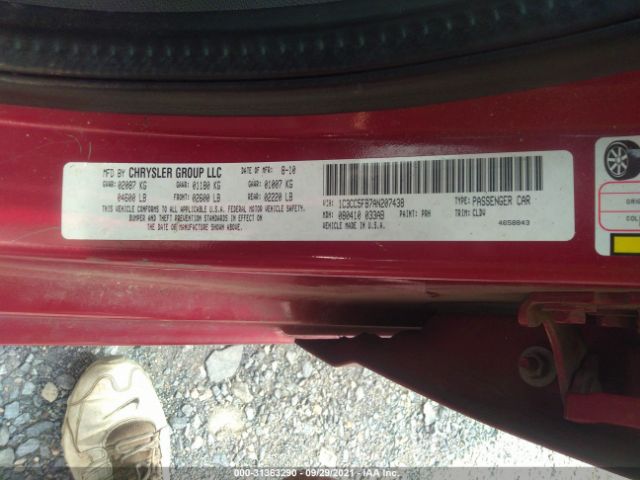 MFD BY CHRYSLER GROUP LLC DATE OF MFR: 8-10
GVWR: 02087 KG GAWR: 01180 KG GAWR: 01007 KG
04600 LB FRONT: 02600 LB REAR: 02220 LB
THIS VEHICLE CONFORMS TO ALL APPLICABLE U.S.A. FEDERAL MOTOR VEHICLE SAFETY,
BUMPER AND THEFT PREVENTION STANDARDS IN EFFECT ON
THE DATE OF MANUFACTURE SHOWN ABOVE.
VIN: 1C3CC5FB7AN207438 TYPE: PASSENGER CAR
MDH: 080410 033AB PAINT: PRH TRIM: CLDV
VEHICLE MADE IN U.S.A. 4658843
000-31363290 - 09/29/2021 - IAA Inc.